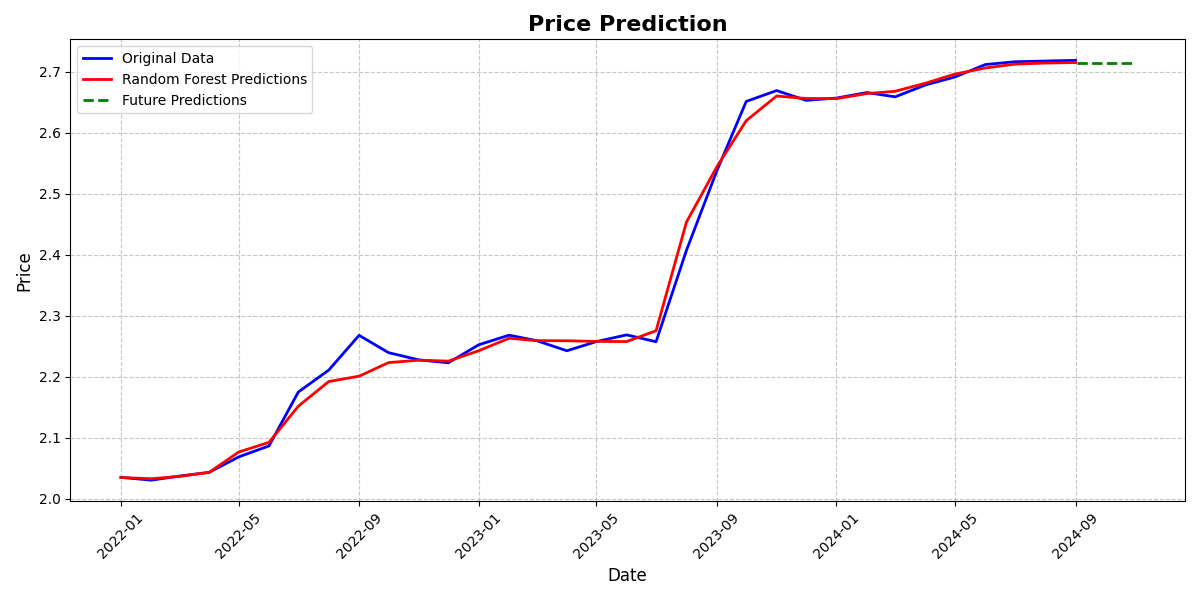 Price Prediction
Original Data
Random Forest Predictions
Future Predictions
Price
2.7
2.6
2.5
2.4
2.3
2.2
2.1
2.0
2022-01
2022-05
2022-09
2023-01
2023-05
2023-09
2024-01
2024-05
2024-09
Date